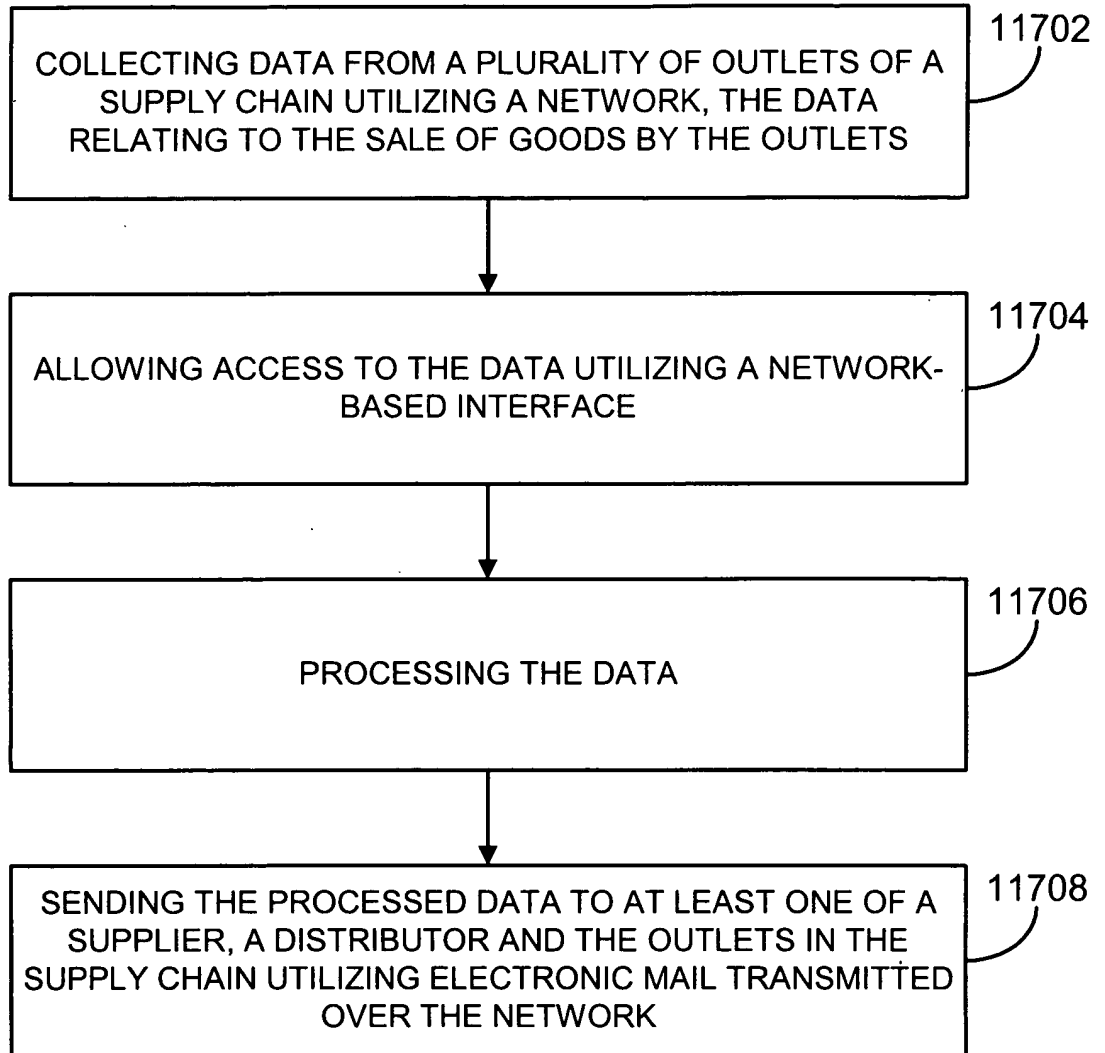 11702
COLLECTING DATA FROM A PLURALITY OF OUTLETS OF A
SUPPLY CHAIN UTILIZING A NETWORK, THE DATA
RELATING TO THE SALE OF GOODS BY THE OUTLETS
11704
ALLOWING ACCESS TO THE DATA UTILIZING A NETWORK-
BASED INTERFACE
11706
PROCESSING THE DATA
11708
SENDING THE PROCESSED DATA TO AT LEAST ONE OF A
SUPPLIER, A DISTRIBUTOR AND THE OUTLETS IN THE
SUPPLY CHAIN UTILIZING ELECTRONIC MAIL TRANSMITTED
OVER THE NETWORK